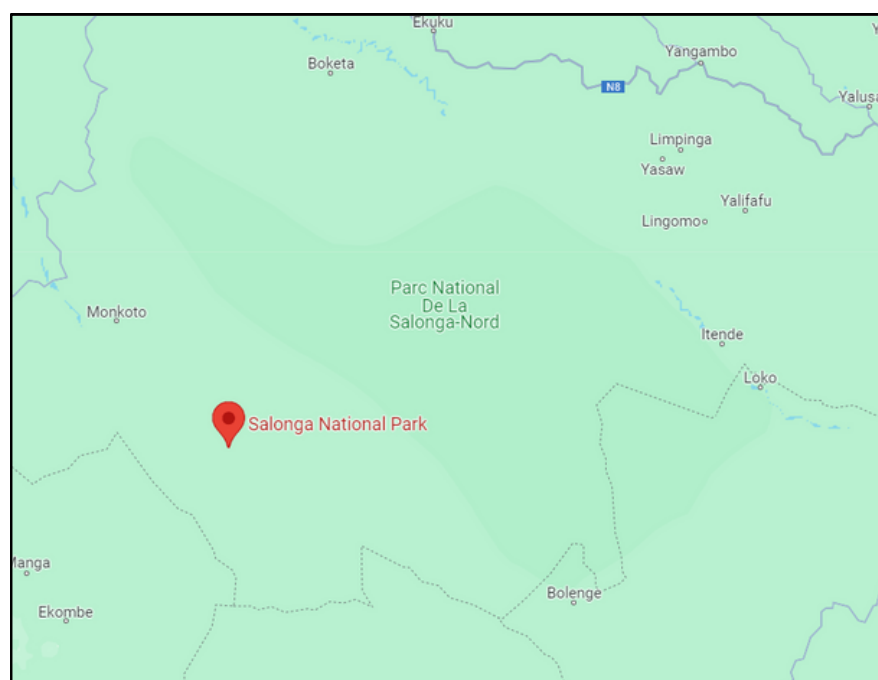 Ekuku
Yangambo
Boketa
N8
Yalusa
Limpinga
Yasaw
Yalifafu
Lingomo
Parc National
De La
Salonga-Nord
Monkoto
Itende
Loko
Salonga National Park
Manga
Bolenge
Ekombe